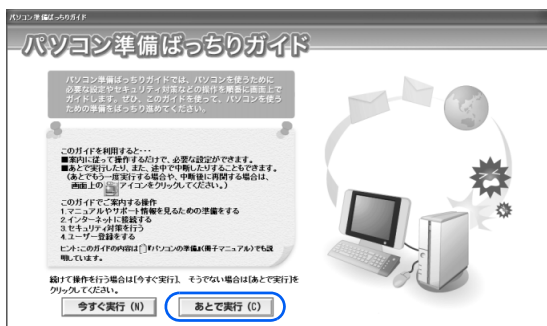 パソコン準備ばっちりガイド
パソコン準備ばっちりガイド
パソコン準備ばっちりガイドでは、パソコンを使うために
必要な設定やセキュリティ対策などの操作を順番に画面上で
ガイドします。ぜひ、このガイドを使って、パソコンを使う
ための準備をばっちり進めてください。
このガイドを利用すると・・・
■案内に従って操作するだけで、必要な設定ができます。
■あとで実行したり、また、途中で中断したりすることもできます。
(あとでもう一度実行する場合や、中断後に再開する場合は、
画面上の アイコンをクリックしてください。)
このガイドでご案内する操作
1.マニュアルやサポート情報を見るための準備をする
2.インターネットに接続する
3.セキュリティ対策を行う
4.ユーザー登録をする
ヒント:このガイドの内容は『パソコンの準備』(冊子マニュアル)でも説
明しています。
続けて操作を行う場合は[今すぐ実行]、そうでない場合は[あとで実行]を
クリックしてください。
今すぐ実行 (N)
あとで実行 (C)